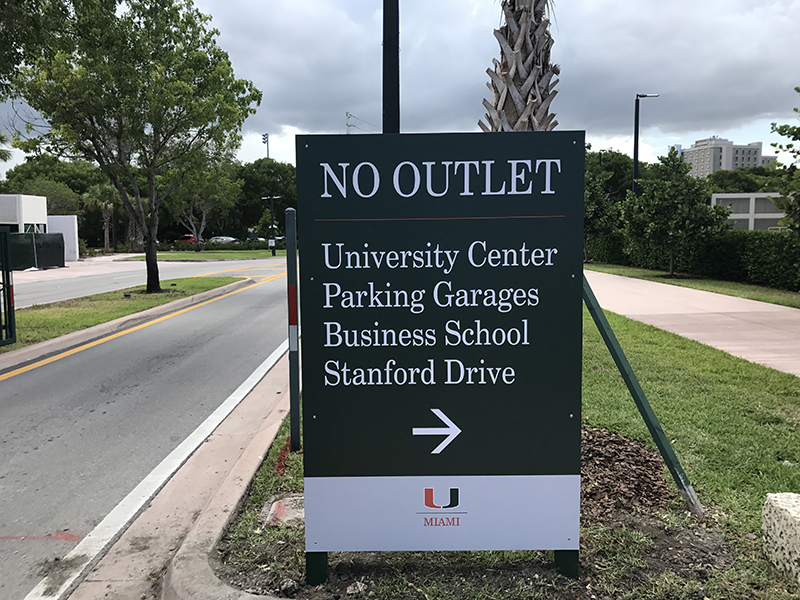 NO OUTLET
University Center
Parking Garages
Business School
Stanford Drive
U
MIAMI